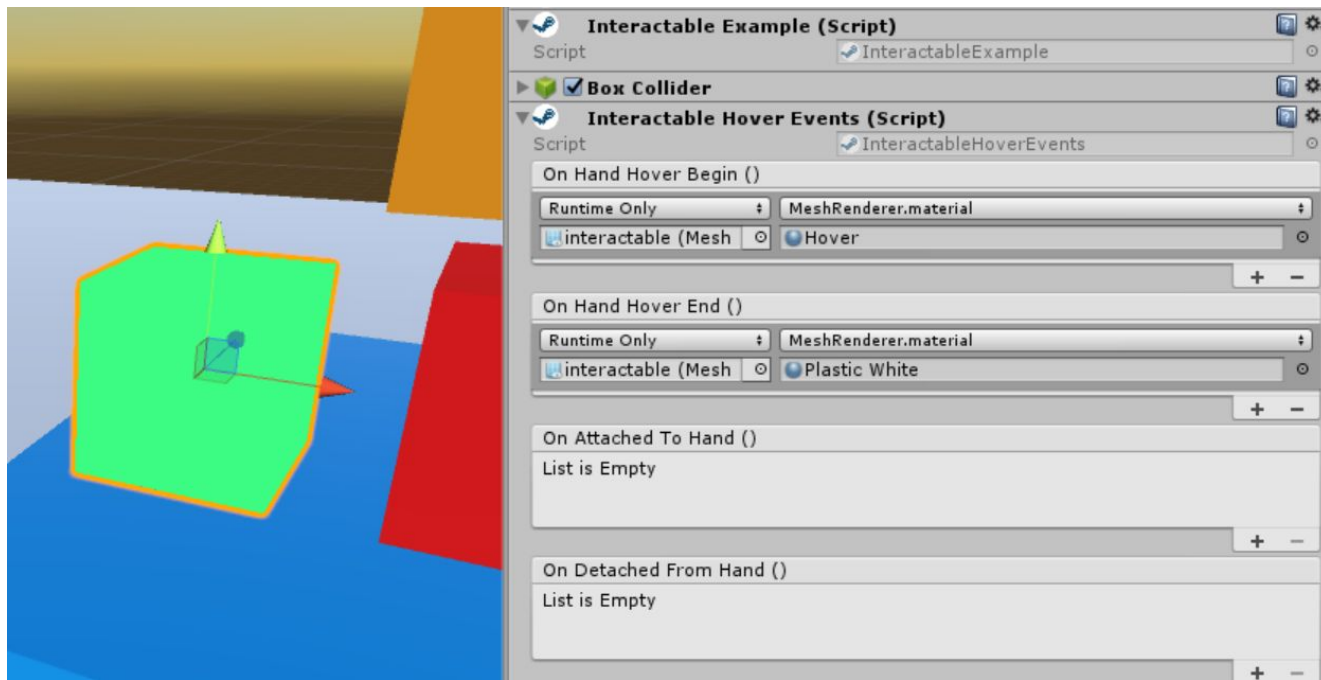 Interactable Example (Script)
Script InteractableExample
Box Collider
Interactable Hover Events (Script)
Script InteractableHoverEvents
On Hand Hover Begin ()
Runtime Only MeshRenderer.material
interactable (Mesh Hover
+ −
On Hand Hover End ()
Runtime Only MeshRenderer.material
interactable (Mesh Plastic White
+ −
On Attached To Hand ()
List is Empty
+ −
On Detached From Hand ()
List is Empty
+ −